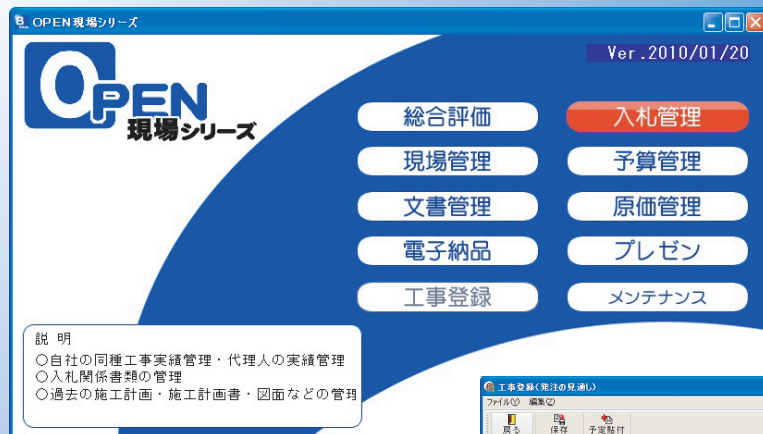 OPEN現場シリーズ
Ver.2010/01/20
OPEN
現場シリーズ
総合評価
入札管理
現場管理
予算管理
文書管理
原価管理
電子納品
プレゼン
工事登録
メンテナンス
説 明
○自社の同種工事実績管理・代理人の実績管理
○入札関係書類の管理
○過去の施工計画・施工計画書・図面などの管理
工事登録(発注の見通し)
ファイル(Y) 編集(Z)
戻る 保存 予定貼付